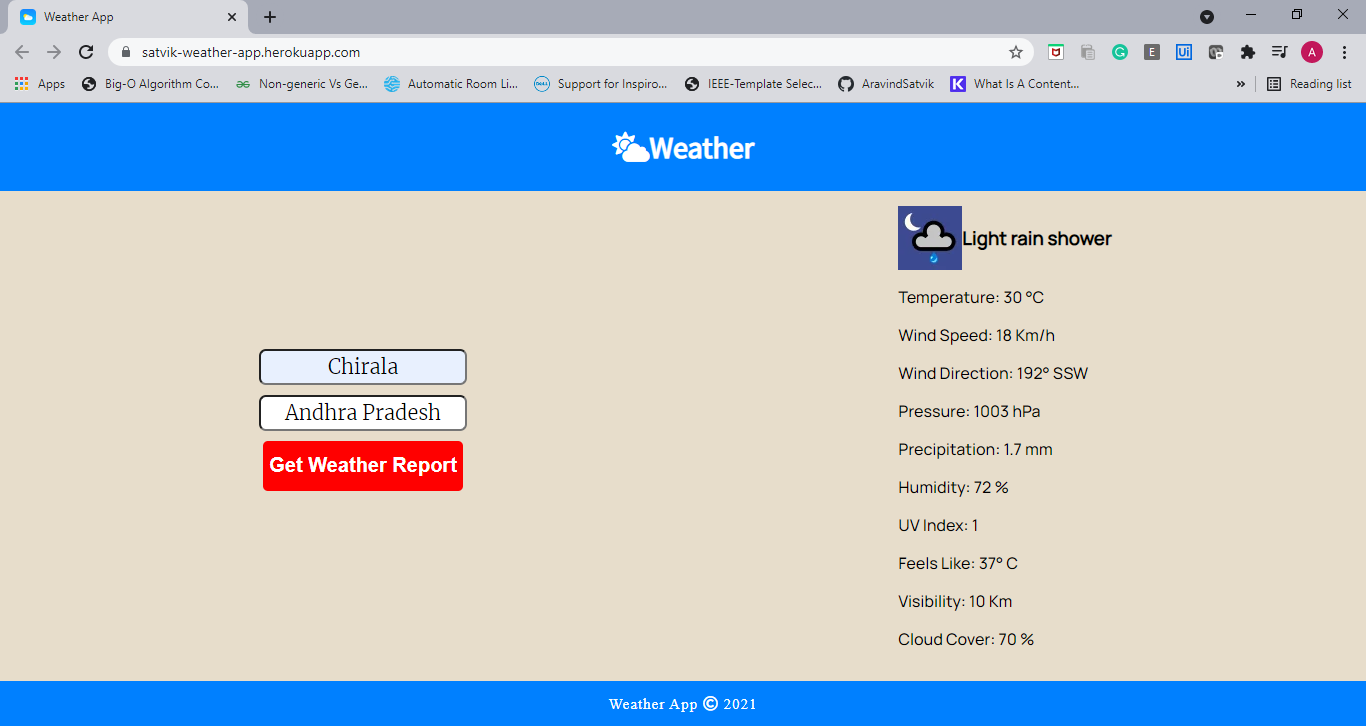 Weather App
satvik-weather-app.herokuapp.com
A
Apps
Big-O Algorithm Co...
Non-generic Vs Ge...
Automatic Room Li...
Support for Inspiro...
IEEE-Template Selec...
AravindSatvik
What Is A Content...
»
Reading list
Weather
Light rain shower
Temperature: 30 °C
Wind Speed: 18 Km/h
Wind Direction: 192° SSW
Pressure: 1003 hPa
Precipitation: 1.7 mm
Humidity: 72 %
UV Index: 1
Feels Like: 37° C
Visibility: 10 Km
Cloud Cover: 70 %
Chirala
Andhra Pradesh
Get Weather Report
Weather App © 2021